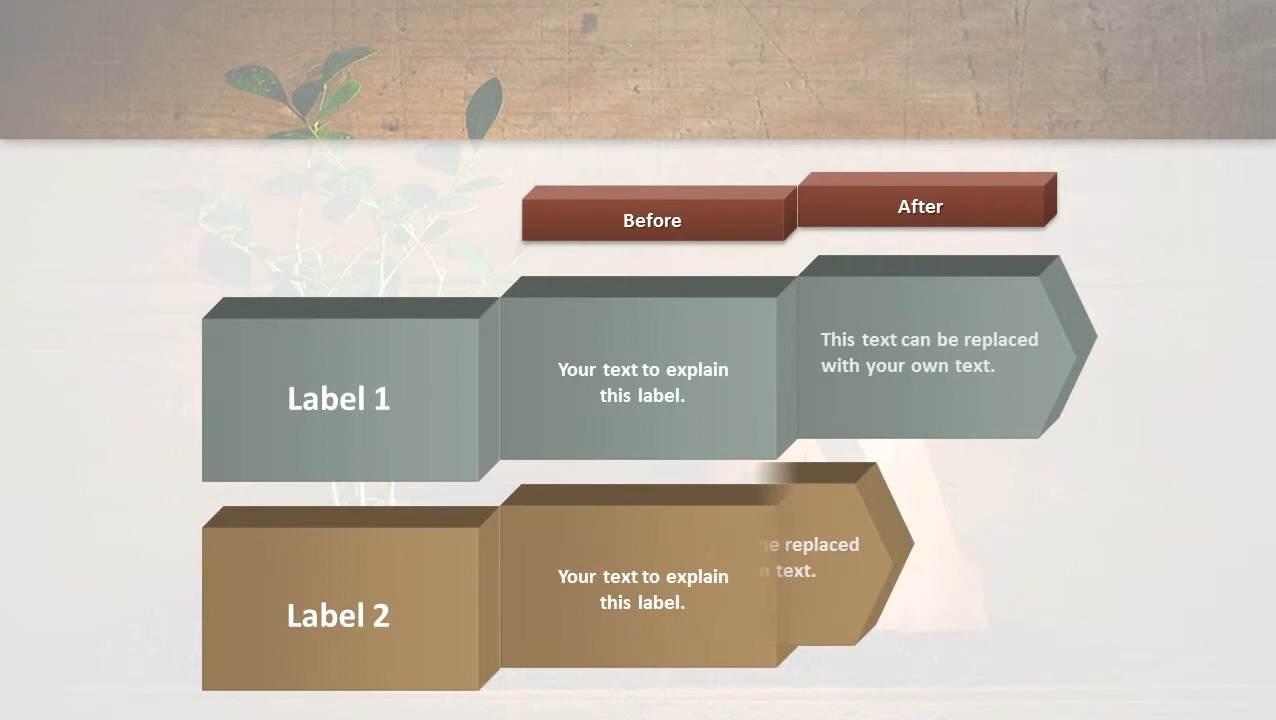 Before
After
Label 1
Your text to explain
this label.
This text can be replaced
with your own text.
Label 2
Your text to explain
this label.
replaced
text.